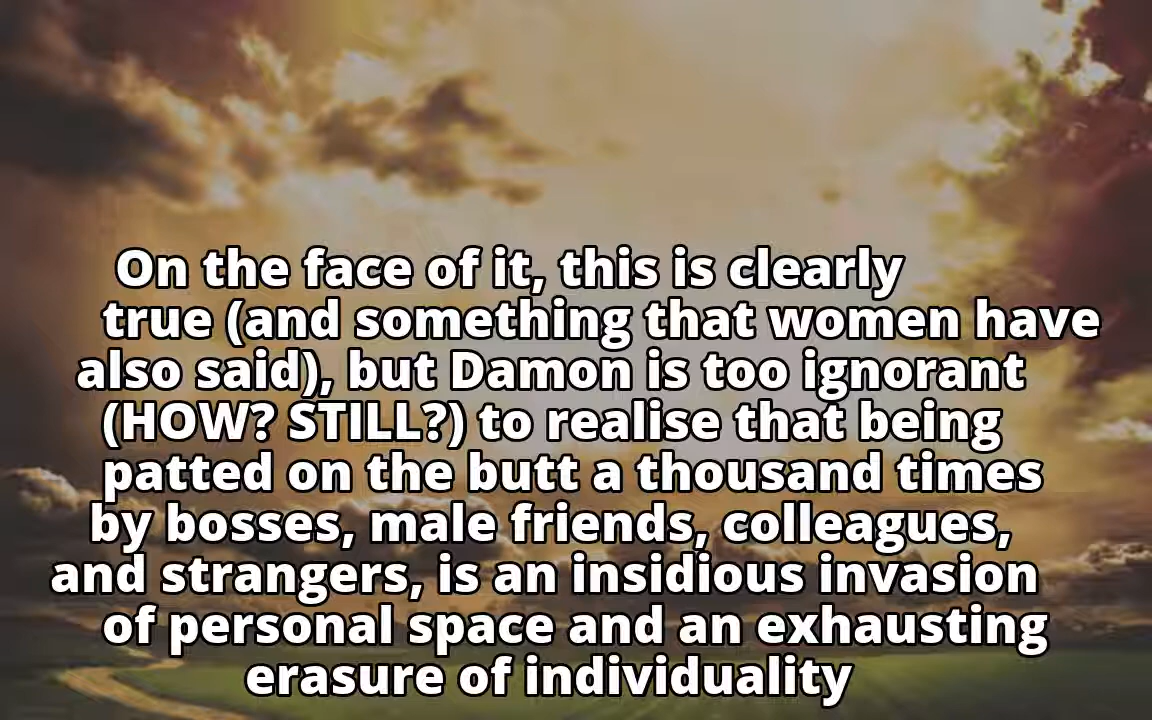 On the face of it, this is clearly
true (and something that women have
also said), but Damon is too ignorant
(HOW? STILL?) to realise that being
patted on the butt a thousand times
by bosses, male friends, colleagues,
and strangers, is an insidious invasion
of personal space and an exhausting
erasure of individuality